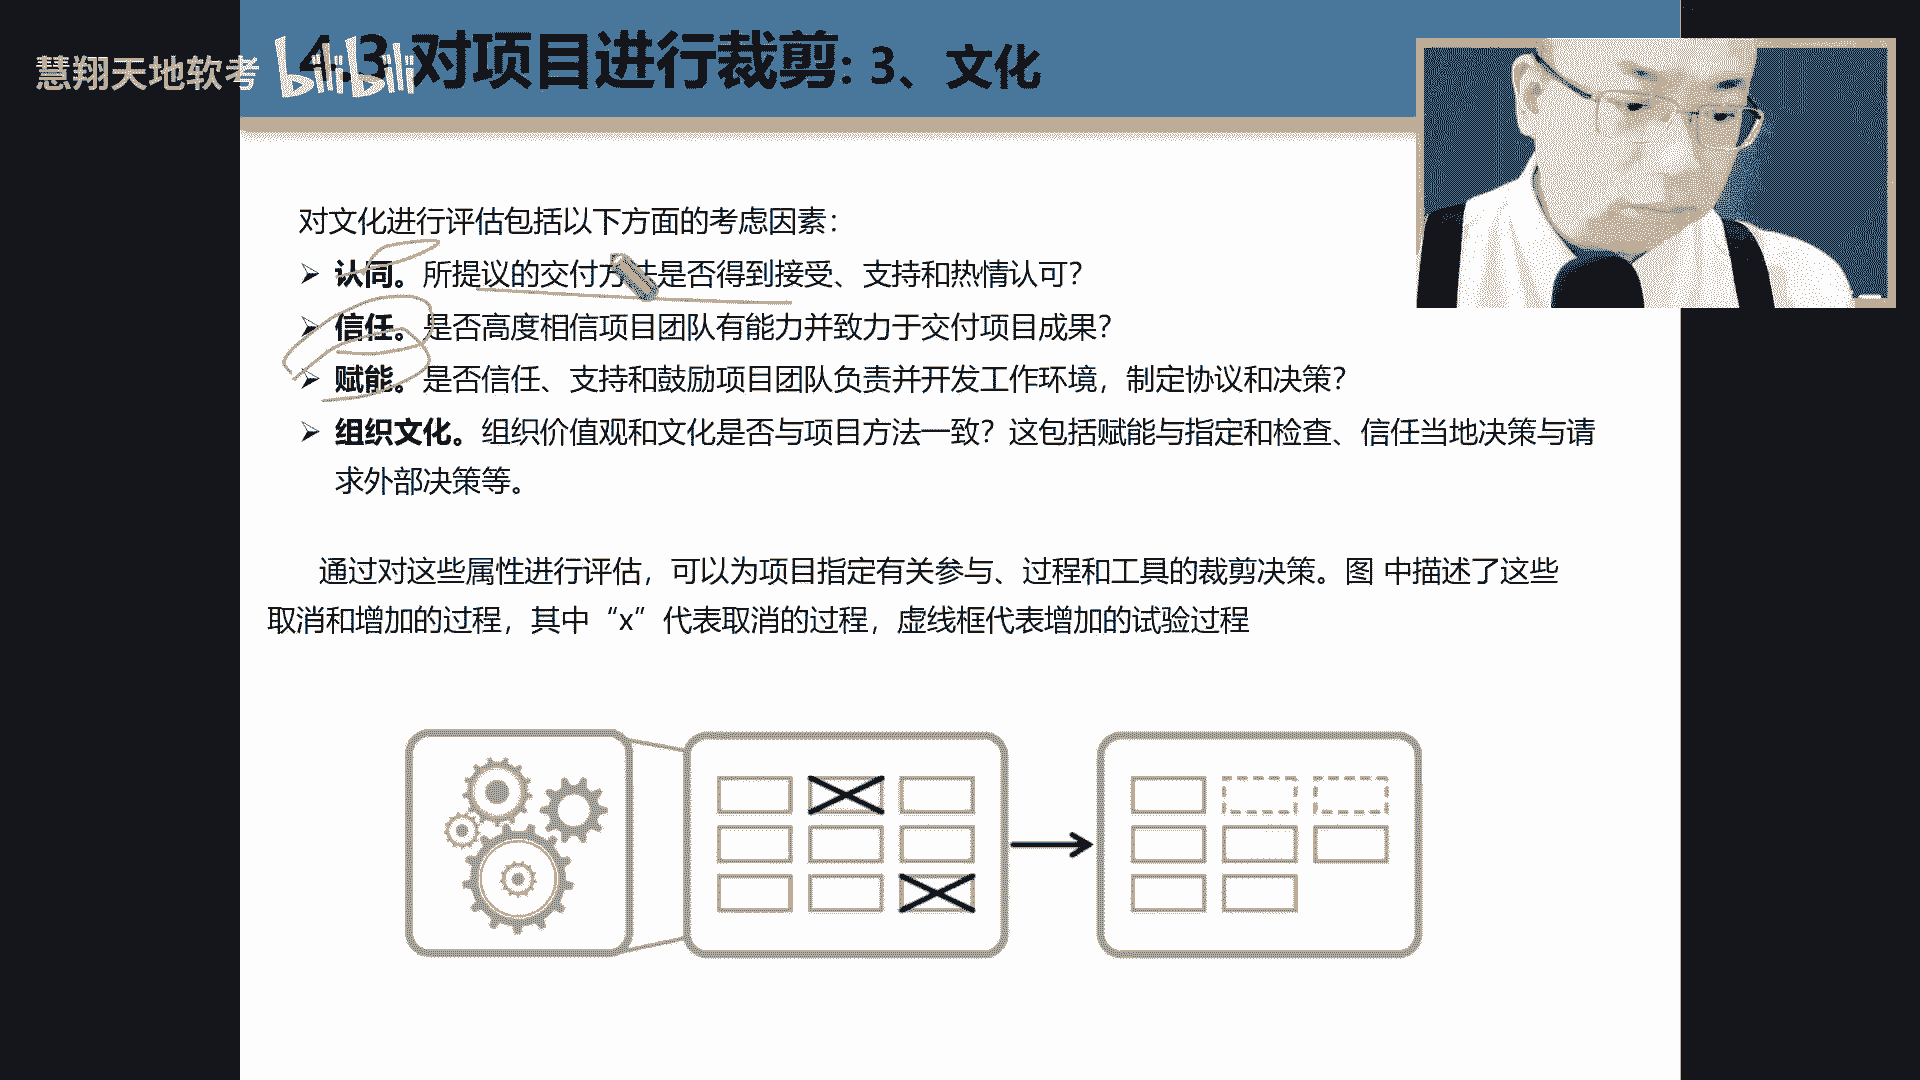 慧翔天地软考 bilibili
4.3 对项目进行裁剪: 3、文化
对文化进行评估包括以下方面的考虑因素：
➢ 认同。所提议的交付方法是否得到接受、支持和热情认可？
➢ 信任。是否高度相信项目团队有能力并致力于交付项目成果？
➢ 赋能。是否信任、支持和鼓励项目团队负责并开发工作环境，制定协议和决策？
➢ 组织文化。组织价值观和文化是否与项目方法一致？这包括赋能与指定和检查、信任当地决策与请
求外部决策等。
通过对这些属性进行评估，可以为项目指定有关参与、过程和工具的裁剪决策。图 中描述了这些
取消和增加的过程，其中“x”代表取消的过程，虚线框代表增加的试验过程